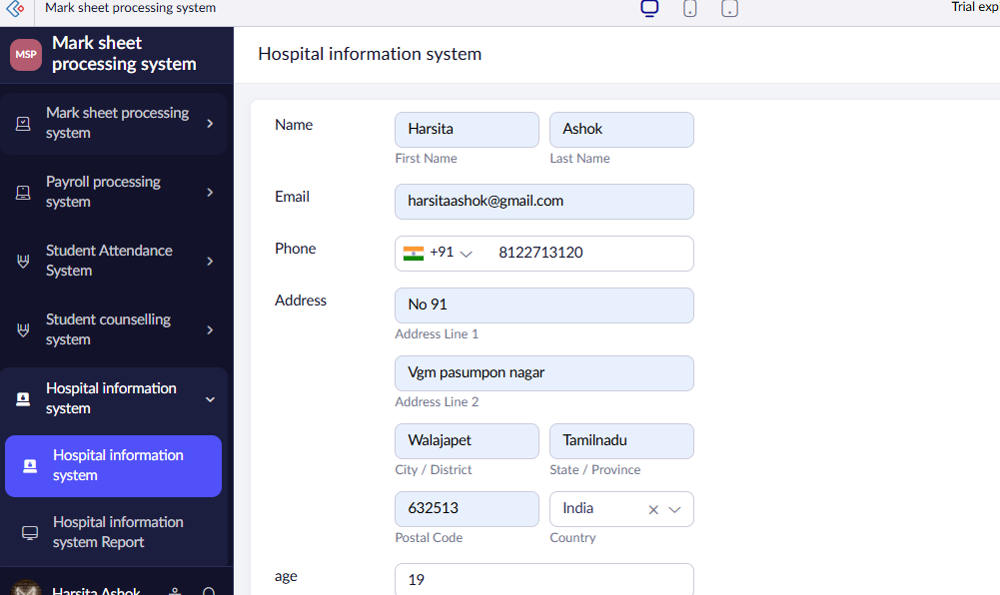 Mark sheet processing system
Trial exp
MSP
Mark sheet
processing system
Mark sheet processing
system
Payroll processing
system
Student Attendance
System
Student counselling
system
Hospital information
system
Hospital information
system
Hospital information
system Report
Harsita Ashok
Hospital information system
Name
Harsita
Ashok
First Name
Last Name
Email
harsitaashok@gmail.com
Phone
+91
8122713120
Address
No 91
Address Line 1
Vgm pasumpon nagar
Address Line 2
Walajapet
Tamilnadu
City / District
State / Province
632513
India
Postal Code
Country
age
19